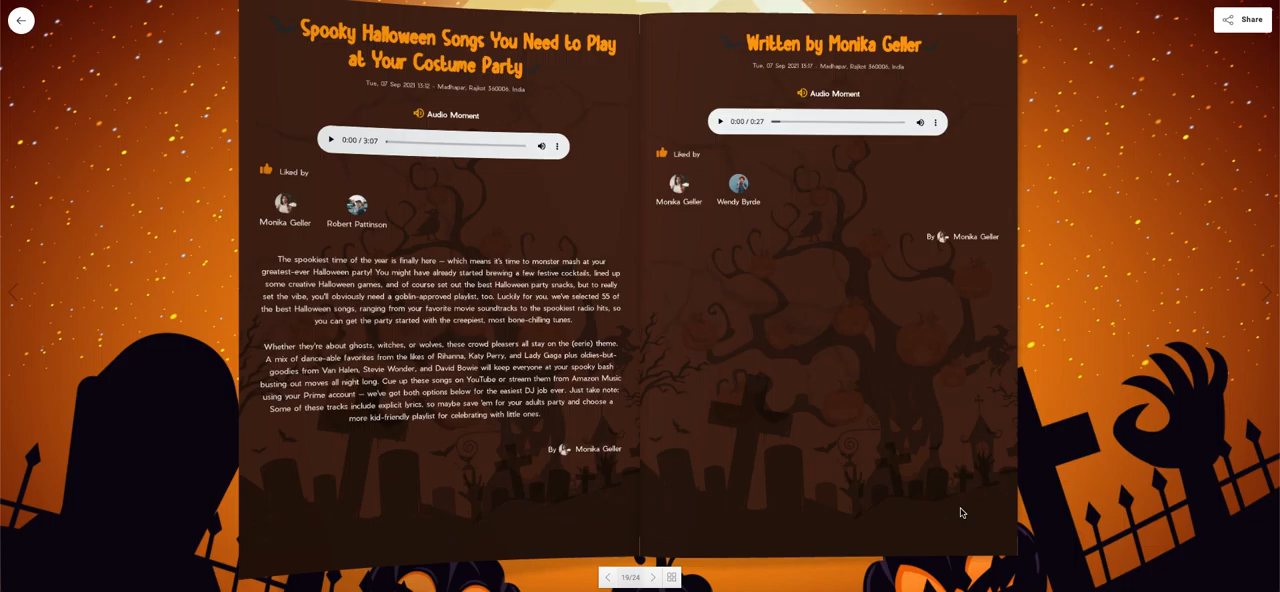 Share
Spooky Halloween Songs You Need to Play
at Your Costume Party
Tue, 07 Sep 2021 13:12 - Madhapar, Rajkot 360006, India
Audio Moment
0:00 / 3:07
Liked by
Monika Geller
Robert Pattinson
The spookiest time of the year is finally here — which means it's time to monster mash at your
greatest-ever Halloween party! You might have already started brewing a few festive cocktails, lined up
some creative Halloween games, and of course set out the best Halloween party snacks, but to really
set the vibe, you'll obviously need a goblin-approved playlist, too. Luckily for you, we've selected 55 of
the best Halloween songs, ranging from your favorite movie soundtracks to the spookiest radio hits, so
you can get the party started with the creepiest, most bone-chilling tunes.
Whether they're about ghosts, witches, or wolves, these crowd pleasers all stay on the (eerie) theme.
A mix of dance-able favorites from the likes of Rihanna, Katy Perry, and Lady Gaga plus oldies-but-
goodies from Van Halen, Stevie Wonder, and David Bowie will keep everyone at your spooky bash
busting out moves all night long. Cue up these songs on YouTube or stream them from Amazon Music
using your Prime account — we've got both options below for the easiest DJ job ever. Just take note:
Some of these tracks include explicit lyrics, so maybe save 'em for your adults party and choose a
more kid-friendly playlist for celebrating with little ones.
By Monika Geller
Written by Monika Geller
Tue, 07 Sep 2021 13:17 - Madhapar, Rajkot 360006, India
Audio Moment
0:00 / 0:27
Liked by
Monika Geller
Wendy Byrde
By Monika Geller
19/24